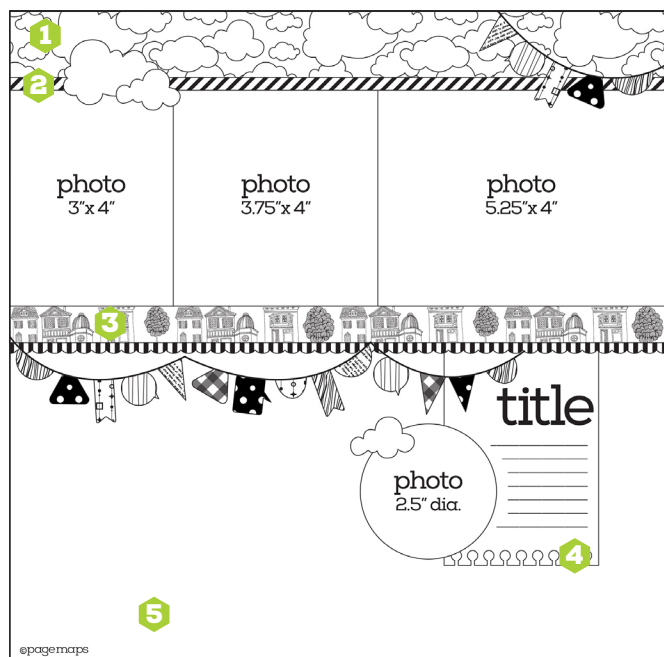 1
2
photo
3”x 4”
photo
3.75”x 4”
photo
5.25”x 4”
3
title
photo
2.5” dia.
4
5
©pagemaps